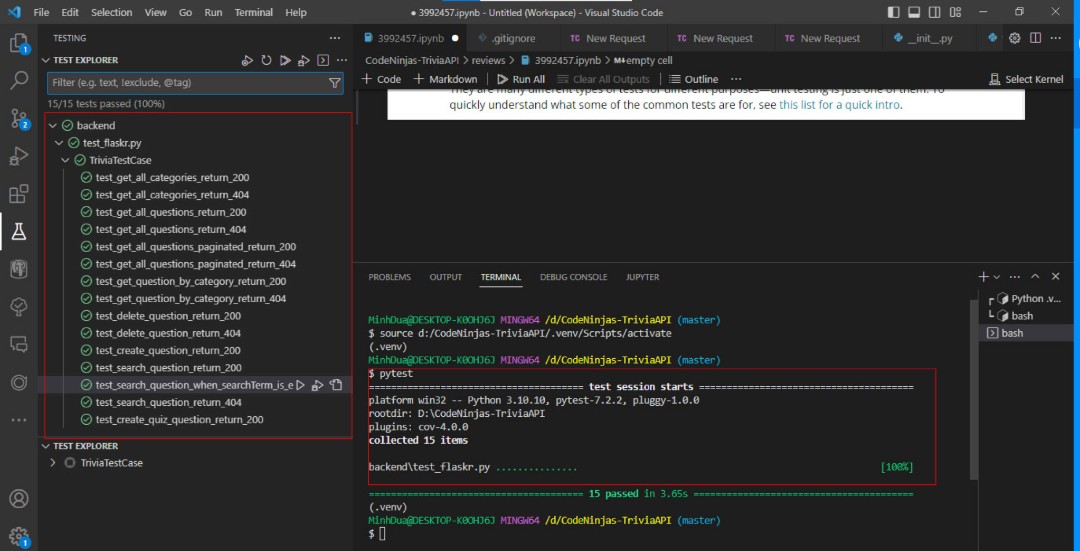 File Edit Selection View Go Run Terminal Help
● 3992457.ipynb - Untitled (Workspace) - Visual Studio Code
TESTING
TEST EXPLORER
Filter (e.g. text, !exclude, @tag)
15/15 tests passed (100%)
backend
test_flaskr.py
TriviaTestCase
test_get_all_categories_return_200
test_get_all_categories_return_404
test_get_all_questions_return_200
test_get_all_questions_return_404
test_get_all_questions_paginated_return_200
test_get_all_questions_paginated_return_404
test_get_question_by_category_return_200
test_get_question_by_category_return_404
test_delete_question_return_200
test_delete_question_return_404
test_create_question_return_200
test_search_question_return_200
test_search_question_when_searchTerm_is_e
test_search_question_return_404
test_create_quiz_question_return_200
TEST EXPLORER
TriviaTestCase
1
2
1
3992457.ipynb ● .gitignore TC New Request TC New Request TC New Request __init__.py
CodeNinjas-TriviaAPI > reviews > 3992457.ipynb > M↓empty cell
+ Code + Markdown Run All Clear All Outputs Outline ··· Select Kernel
They are many different types of tests for different purposes—unit testing is just one of them. To
quickly understand what some of the common tests are for, see this list for a quick intro.
PROBLEMS OUTPUT TERMINAL DEBUG CONSOLE JUPYTER
MinhDua@DESKTOP-K0OHJ6J MINGW64 /d/CodeNinjas-TriviaAPI (master)
$ source d:/CodeNinjas-TriviaAPI/.venv/Scripts/activate
(.venv)
MinhDua@DESKTOP-K0OHJ6J MINGW64 /d/CodeNinjas-TriviaAPI (master)
$ pytest
======================================= test session starts =======================================
platform win32 -- Python 3.10.10, pytest-7.2.2, pluggy-1.0.0
rootdir: D:\CodeNinjas-TriviaAPI
plugins: cov-4.0.0
collected 15 items
backend\test_flaskr.py ............... [100%]
======================================= 15 passed in 3.65s ========================================
(.venv)
MinhDua@DESKTOP-K0OHJ6J MINGW64 /d/CodeNinjas-TriviaAPI (master)
$
Python .v...
bash
bash